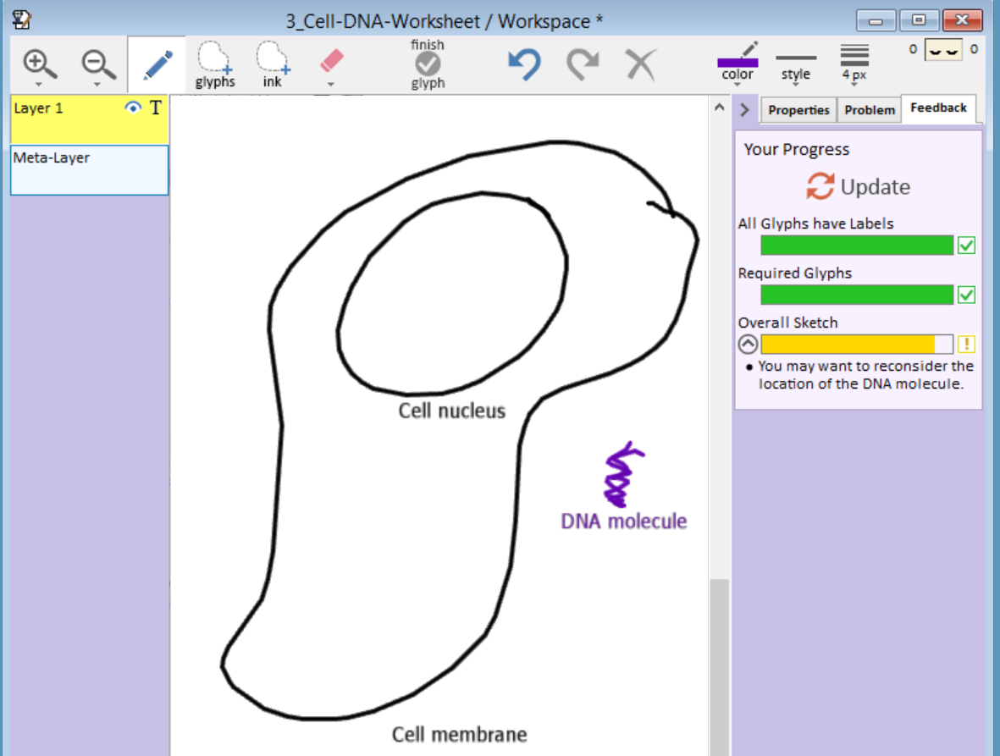 3_Cell-DNA-Worksheet / Workspace *
glyphs
ink
finish
glyph
color
style
4 px
0
0
Layer 1
T
Meta-Layer
Properties
Problem
Feedback
Your Progress
Update
All Glyphs have Labels
Required Glyphs
Overall Sketch
!
• You may want to reconsider the
location of the DNA molecule.
Cell nucleus
DNA molecule
Cell membrane